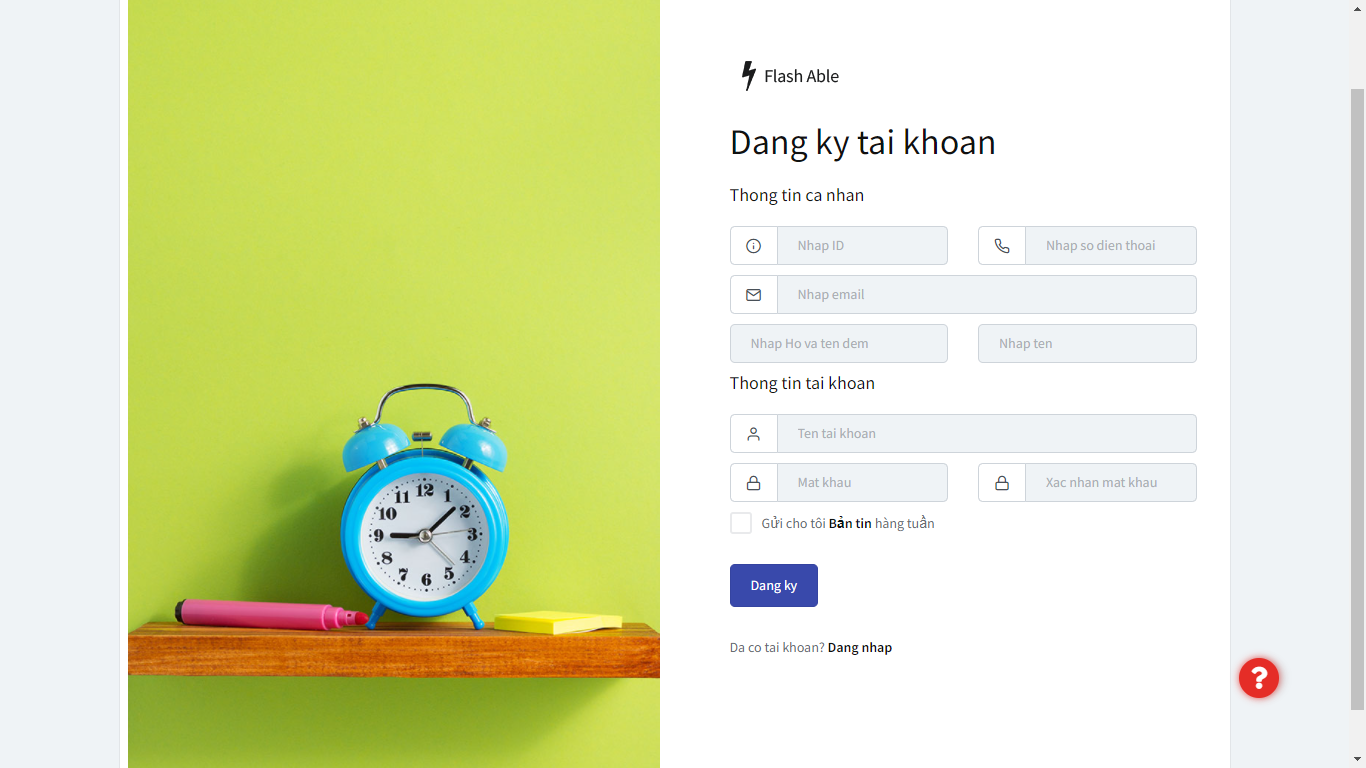 Flash Able
Dang ky tai khoan
Thong tin ca nhan
Nhap ID
Nhap so dien thoai
Nhap email
Nhap Ho va ten dem
Nhap ten
Thong tin tai khoan
Ten tai khoan
Mat khau
Xac nhan mat khau
Gửi cho tôi Bản tin hàng tuần
Dang ky
Da co tai khoan? Dang nhap
?
12
11
1
10
2
9
3
8
4
7
5
6